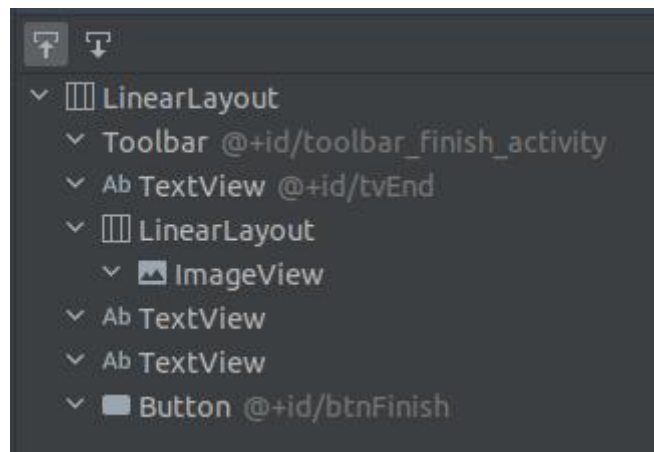 LinearLayout
Toolbar @+id/toolbar_finish_activity
Ab TextView @+id/tvEnd
LinearLayout
ImageView
Ab TextView
Ab TextView
Button @+id/btnFinish